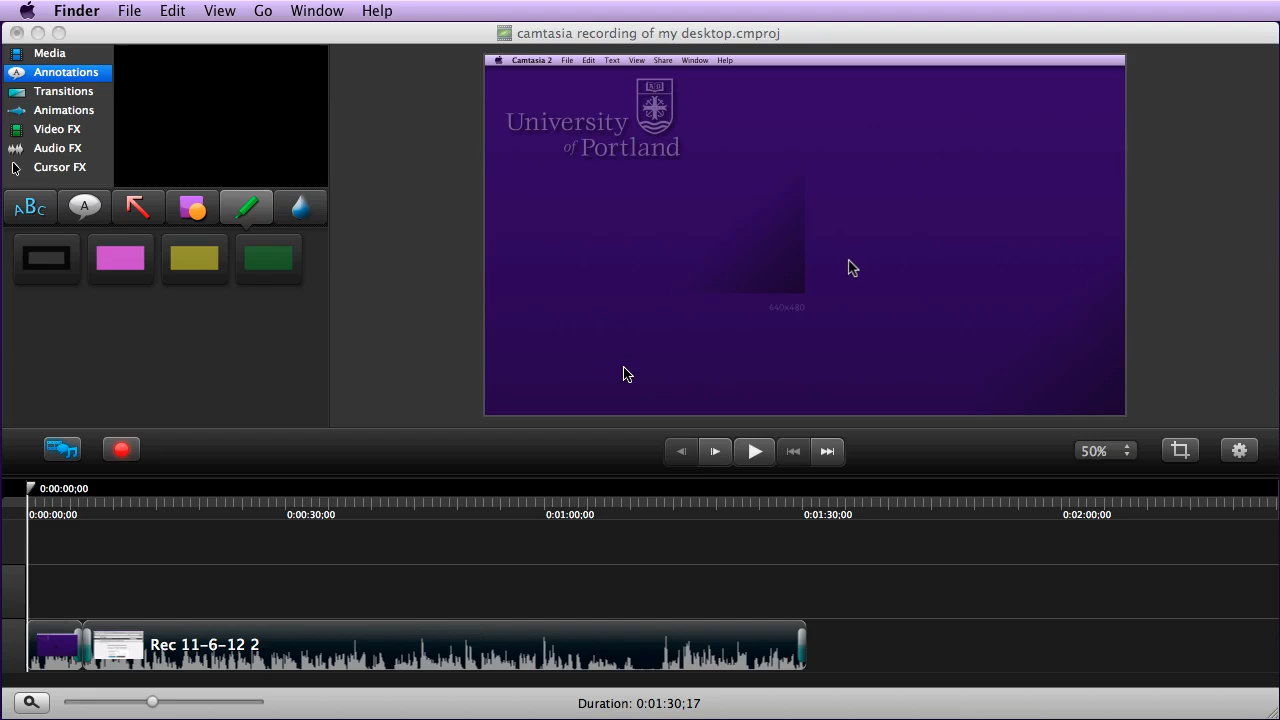 Finder File Edit View Go Window Help
camtasia recording of my desktop.cmproj
Media
Annotations
Transitions
Animations
Video FX
Audio FX
Cursor FX
ABC
A
Camtasia 2 File Edit Text View Share Window Help
University
of Portland
640x480
50%
0:00:00;00
0:00:00;00 0:00:30;00 0:01:00;00 0:01:30;00 0:02:00;00
Rec 11-6-12 2
Duration: 0:01:30;17